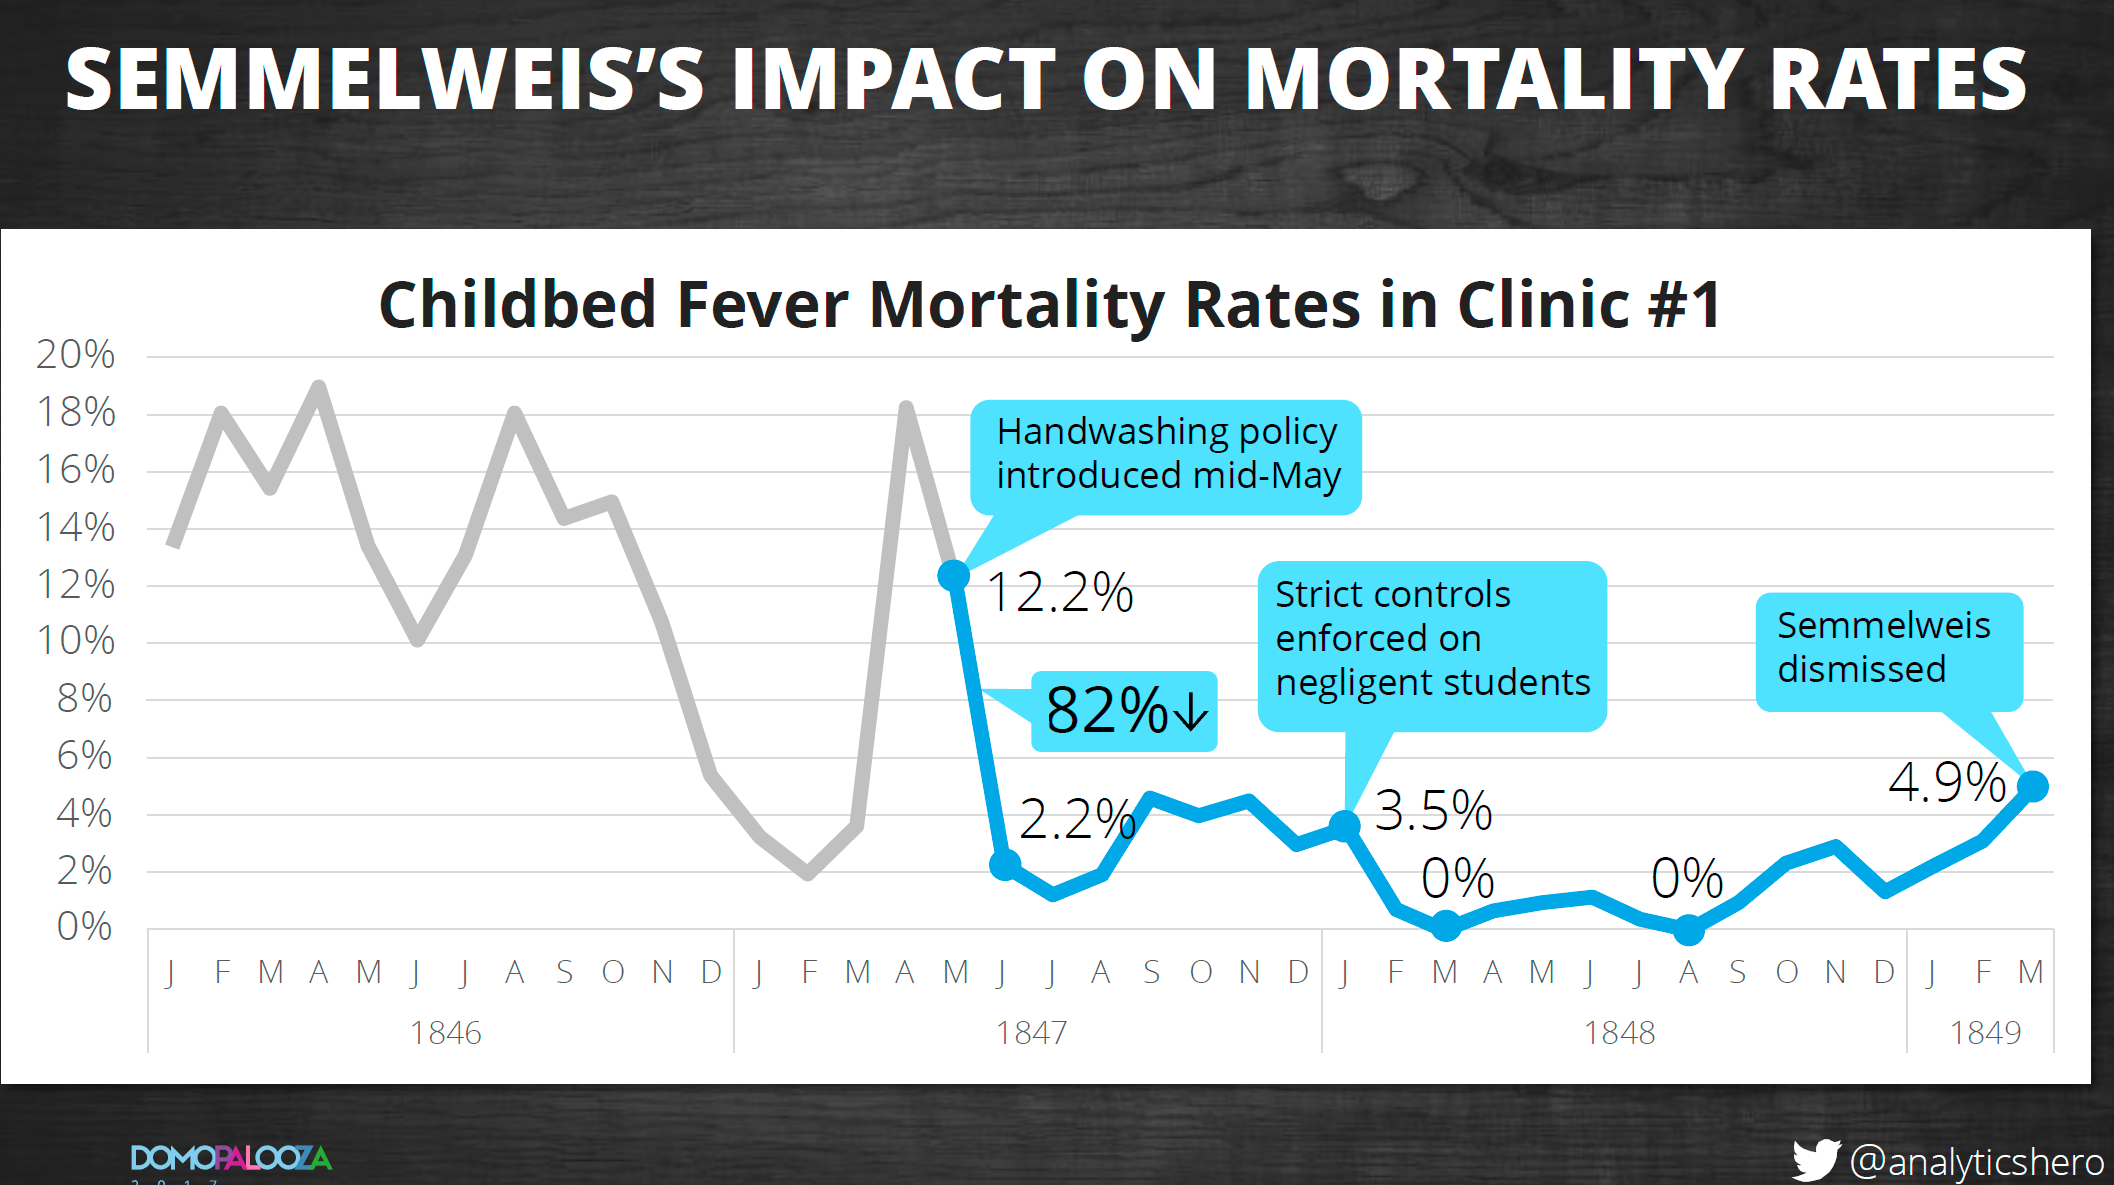 SEMMELWEIS’S IMPACT ON MORTALITY RATES
Childbed Fever Mortality Rates in Clinic #1
20%
18%
16%
14%
12%
10%
8%
6%
4%
2%
0%
Handwashing policy
introduced mid-May
12.2%
82%↓
2.2%
Strict controls
enforced on
negligent students
3.5%
0%
0%
Semmelweis
dismissed
4.9%
J F M A M J J A S O N D J F M A M J J A S O N D J F M A M J J A S O N D J F M
1846 1847 1848 1849
DOMOPALOOZA
@analyticshero